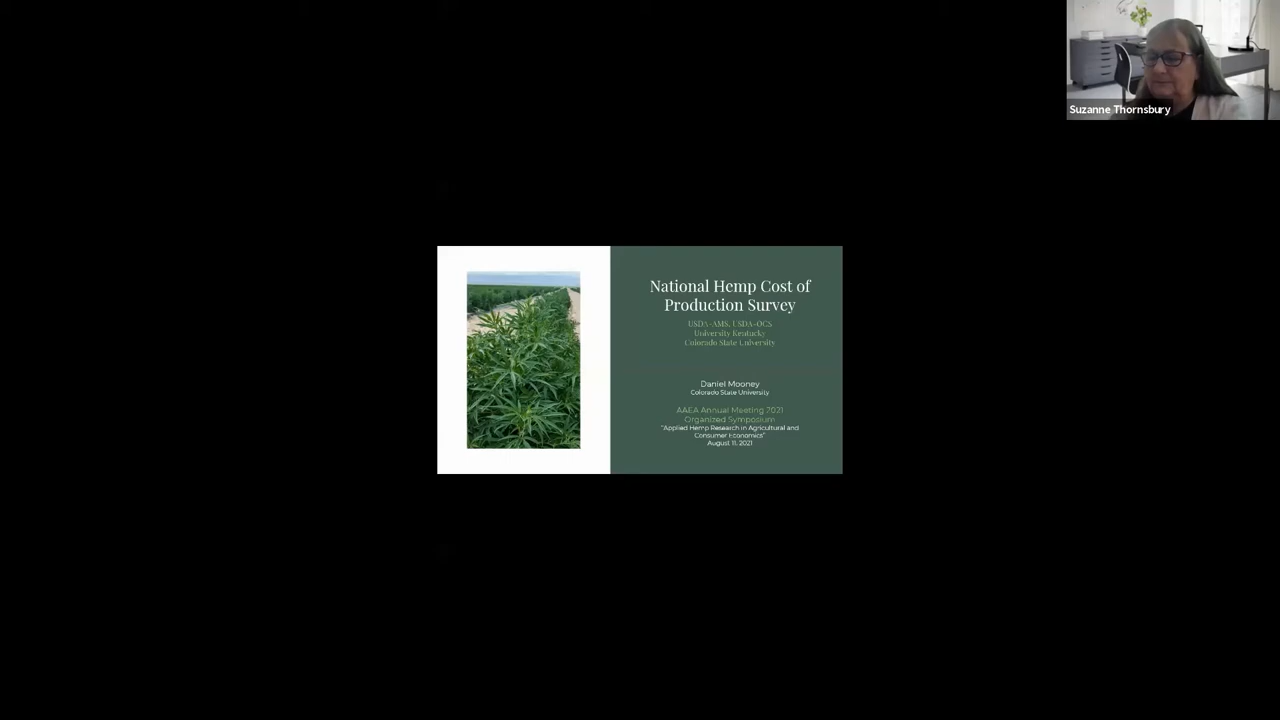 Suzanne Thornsbury
National Hemp Cost of
Production Survey
USDA-AMS, USDA-OCS
University Kentucky
Colorado State University
Daniel Mooney
Colorado State University
AAEA Annual Meeting 2021
Organized Symposium
"Applied Hemp Research in Agricultural and
Consumer Economics"
August 11, 2021